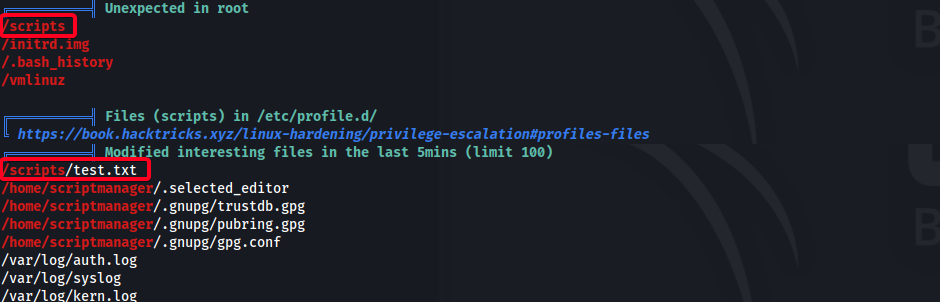 Unexpected in root
/scripts
/initrd.img
/.bash_history
/vmlinuz
Files (scripts) in /etc/profile.d/
https://book.hacktricks.xyz/linux-hardening/privilege-escalation#profiles-files
Modified interesting files in the last 5mins (limit 100)
/scripts/test.txt
/home/scriptmanager/.selected_editor
/home/scriptmanager/.gnupg/trustdb.gpg
/home/scriptmanager/.gnupg/pubring.gpg
/home/scriptmanager/.gnupg/gpg.conf
/var/log/auth.log
/var/log/syslog
/var/log/kern.log